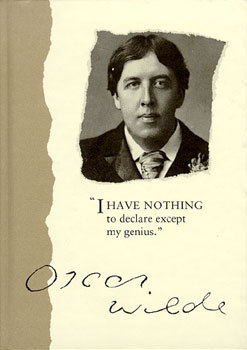 "I HAVE NOTHING
to declare except
my genius."
Oscar
Wilde